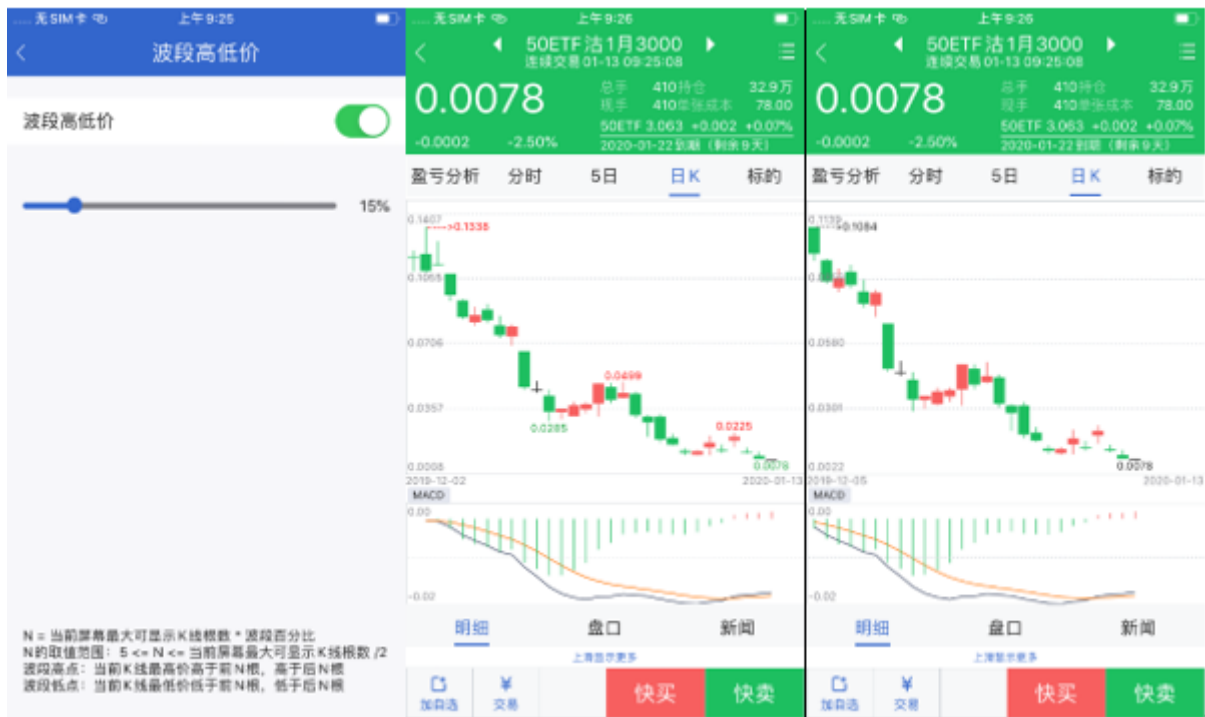 无SIM卡
上午9:25
波段高低价
波段高低价
15%
N = 当前屏幕最大可显示K线根数 * 波段百分比
N的取值范围: 5 <= N <= 当前屏幕最大可显示K线根数 /2
波段高点: 当前K线最高价高于前N根, 高于后N根
波段低点: 当前K线最低价低于前N根, 低于后N根
无SIM卡
上午9:26
50ETF沽1月3000
连续交易 01-13 09:25:08
0.0078
总手 410 持仓 32.9万
现手 410 单张成本 78.00
50ETF 3.063 +0.002 +0.07%
-0.0002 -2.50%
2020-01-22到期 (剩余9天)
盈亏分析 分时 5日 日K 标的
0.1407
0.1336
0.1055
0.0706
0.0499
0.0357
0.0285
0.0225
0.0078
0.0008
2019-12-02 2020-01-13
MACD
0.00
-0.02
明细 盘口 新闻
上滑显示更多
加自选 交易 快买 快卖
无SIM卡
上午9:26
50ETF沽1月3000
连续交易 01-13 09:25:08
0.0078
总手 410 持仓 32.9万
现手 410 单张成本 78.00
50ETF 3.063 +0.002 +0.07%
-0.0002 -2.50%
2020-01-22到期 (剩余9天)
盈亏分析 分时 5日 日K 标的
0.1139
0.1084
0.0580
0.0301
0.0078
0.0022
2019-12-05 2020-01-13
MACD
0.00
-0.02
明细 盘口 新闻
上滑显示更多
加自选 交易 快买 快卖